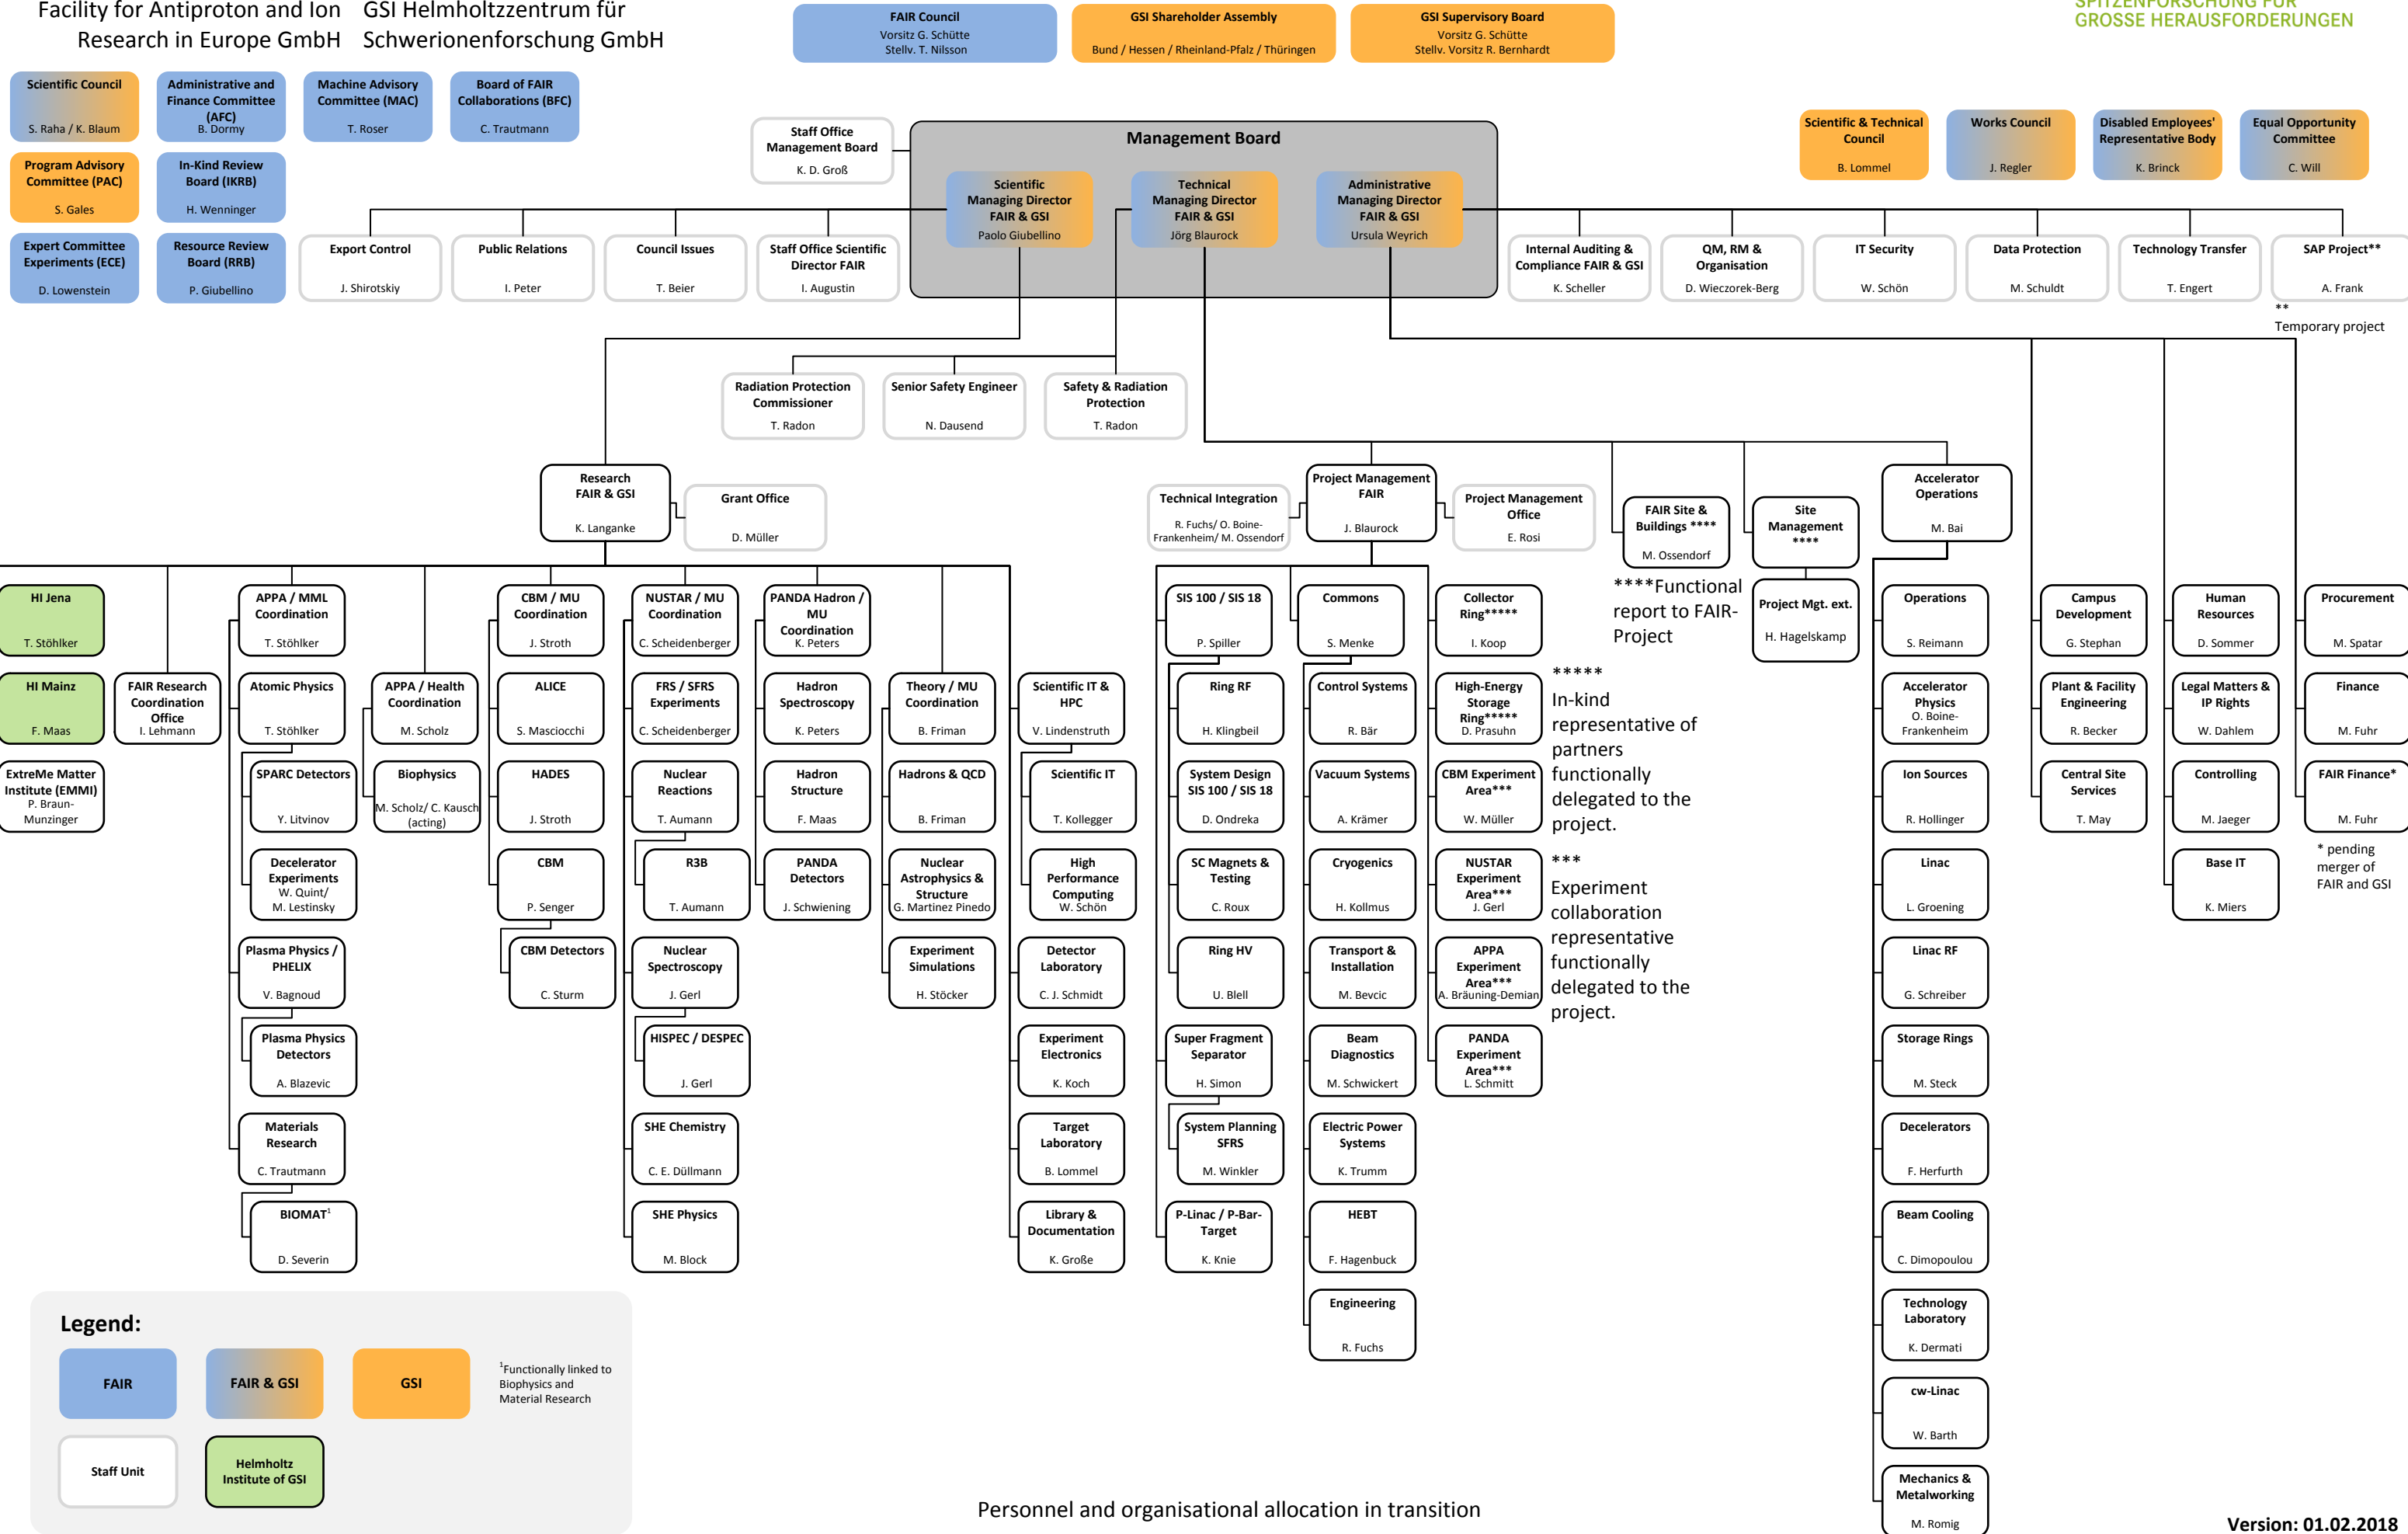 Facility for Antiproton and Ion
Research in Europe GmbH
GSI Helmholtzzentrum für
Schwerionenforschung GmbH
FAIR Council
Vorsitz G. Schütte
Stellv. T. Nilsson
GSI Shareholder Assembly
Bund / Hessen / Rheinland-Pfalz / Thüringen
GSI Supervisory Board
Vorsitz G. Schütte
Stellv. Vorsitz R. Bernhardt
SPITZENFORSCHUNG FÜR
GROSSE HERAUSFORDERUNGEN
Scientific Council
S. Raha / K. Blaum
Administrative and
Finance Committee
(AFC)
B. Dormy
Machine Advisory
Committee (MAC)
T. Roser
Board of FAIR
Collaborations (BFC)
C. Trautmann
Program Advisory
Committee (PAC)
S. Gales
In-Kind Review
Board (IKRB)
H. Wenninger
Expert Committee
Experiments (ECE)
D. Lowenstein
Resource Review
Board (RRB)
P. Giubellino
Staff Office
Management Board
K. D. Groß
Management Board
Scientific
Managing Director
FAIR & GSI
Paolo Giubellino
Technical
Managing Director
FAIR & GSI
Jörg Blaurock
Administrative
Managing Director
FAIR & GSI
Ursula Weyrich
Scientific & Technical
Council
B. Lommel
Works Council
J. Regler
Disabled Employees'
Representative Body
K. Brinck
Equal Opportunity
Committee
C. Will
Export Control
J. Shirotskiy
Public Relations
I. Peter
Council Issues
T. Beier
Staff Office Scientific
Director FAIR
I. Augustin
Internal Auditing &
Compliance FAIR & GSI
K. Scheller
QM, RM &
Organisation
D. Wieczorek-Berg
IT Security
W. Schön
Data Protection
M. Schuldt
Technology Transfer
T. Engert
SAP Project**
A. Frank
**
Temporary project
Radiation Protection
Commissioner
T. Radon
Senior Safety Engineer
N. Dausend
Safety & Radiation
Protection
T. Radon
Research
FAIR & GSI
K. Langanke
Grant Office
D. Müller
Technical Integration
R. Fuchs/ O. Boine-
Frankenheim/ M. Ossendorf
Project Management
FAIR
J. Blaurock
Project Management
Office
E. Rosi
FAIR Site &
Buildings ****
M. Ossendorf
Site
Management
****
Accelerator
Operations
M. Bai
****Functional
report to FAIR-
Project
Project Mgt. ext.
H. Hagelskamp
HI Jena
T. Stöhlker
HI Mainz
F. Maas
ExtreMe Matter
Institute (EMMI)
P. Braun-
Munzinger
FAIR Research
Coordination
Office
I. Lehmann
APPA / MML
Coordination
T. Stöhlker
Atomic Physics
T. Stöhlker
SPARC Detectors
Y. Litvinov
Decelerator
Experiments
W. Quint/
M. Lestinsky
Plasma Physics /
PHELIX
V. Bagnoud
Plasma Physics
Detectors
A. Blazevic
Materials
Research
C. Trautmann
BIOMAT1
D. Severin
APPA / Health
Coordination
M. Scholz
Biophysics
M. Scholz/ C. Kausch
(acting)
CBM / MU
Coordination
J. Stroth
ALICE
S. Masciocchi
HADES
J. Stroth
CBM
P. Senger
CBM Detectors
C. Sturm
NUSTAR / MU
Coordination
C. Scheidenberger
FRS / SFRS
Experiments
C. Scheidenberger
Nuclear
Reactions
T. Aumann
R3B
T. Aumann
Nuclear
Spectroscopy
J. Gerl
HISPEC / DESPEC
J. Gerl
SHE Chemistry
C. E. Düllmann
SHE Physics
M. Block
PANDA Hadron /
MU
Coordination
K. Peters
Hadron
Spectroscopy
K. Peters
Hadron
Structure
F. Maas
PANDA
Detectors
J. Schwiening
Theory / MU
Coordination
B. Friman
Hadrons & QCD
B. Friman
Nuclear
Astrophysics &
Structure
G. Martinez Pinedo
Experiment
Simulations
H. Stöcker
Scientific IT &
HPC
V. Lindenstruth
Scientific IT
T. Kollegger
High
Performance
Computing
W. Schön
Detector
Laboratory
C. J. Schmidt
Experiment
Electronics
K. Koch
Target
Laboratory
B. Lommel
Library &
Documentation
K. Große
SIS 100 / SIS 18
P. Spiller
Ring RF
H. Klingbeil
System Design
SIS 100 / SIS 18
D. Ondreka
SC Magnets &
Testing
C. Roux
Ring HV
U. Blell
Super Fragment
Separator
H. Simon
System Planning
SFRS
M. Winkler
P-Linac / P-Bar-
Target
K. Knie
Commons
S. Menke
Control Systems
R. Bär
Vacuum Systems
A. Krämer
Cryogenics
H. Kollmus
Transport &
Installation
M. Bevcic
Beam
Diagnostics
M. Schwickert
Electric Power
Systems
K. Trumm
HEBT
F. Hagenbuck
Engineering
R. Fuchs
Collector
Ring*****
I. Koop
High-Energy
Storage
Ring*****
D. Prasuhn
CBM Experiment
Area***
W. Müller
NUSTAR
Experiment
Area***
J. Gerl
APPA
Experiment
Area***
A. Bräuning-Demian
PANDA
Experiment
Area***
L. Schmitt
*****
In-kind
representative of
partners
functionally
delegated to the
project.
***
Experiment
collaboration
representative
functionally
delegated to the
project.
Operations
S. Reimann
Accelerator
Physics
O. Boine-
Frankenheim
Ion Sources
R. Hollinger
Linac
L. Groening
Linac RF
G. Schreiber
Storage Rings
M. Steck
Decelerators
F. Herfurth
Beam Cooling
C. Dimopoulou
Technology
Laboratory
K. Dermati
cw-Linac
W. Barth
Mechanics &
Metalworking
M. Romig
Campus
Development
G. Stephan
Plant & Facility
Engineering
R. Becker
Central Site
Services
T. May
Human
Resources
D. Sommer
Legal Matters &
IP Rights
W. Dahlem
Controlling
M. Jaeger
Base IT
K. Miers
Procurement
M. Spatar
Finance
M. Fuhr
FAIR Finance*
M. Fuhr
* pending
merger of
FAIR and GSI
Legend:
FAIR
FAIR & GSI
GSI
1Functionally linked to
Biophysics and
Material Research
Staff Unit
Helmholtz
Institute of GSI
Personnel and organisational allocation in transition
Version: 01.02.2018